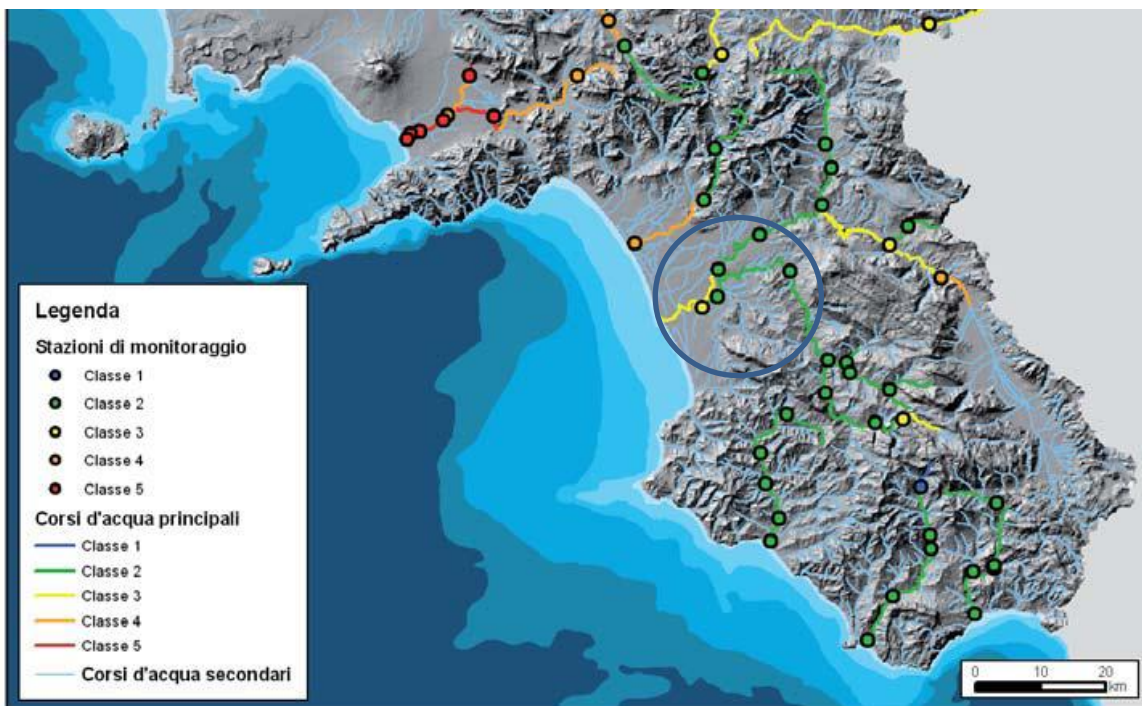 Legenda
Stazioni di monitoraggio
Classe 1
Classe 2
Classe 3
Classe 4
Classe 5
Corsi d'acqua principali
Classe 1
Classe 2
Classe 3
Classe 4
Classe 5
Corsi d'acqua secondari
0 10 20
km